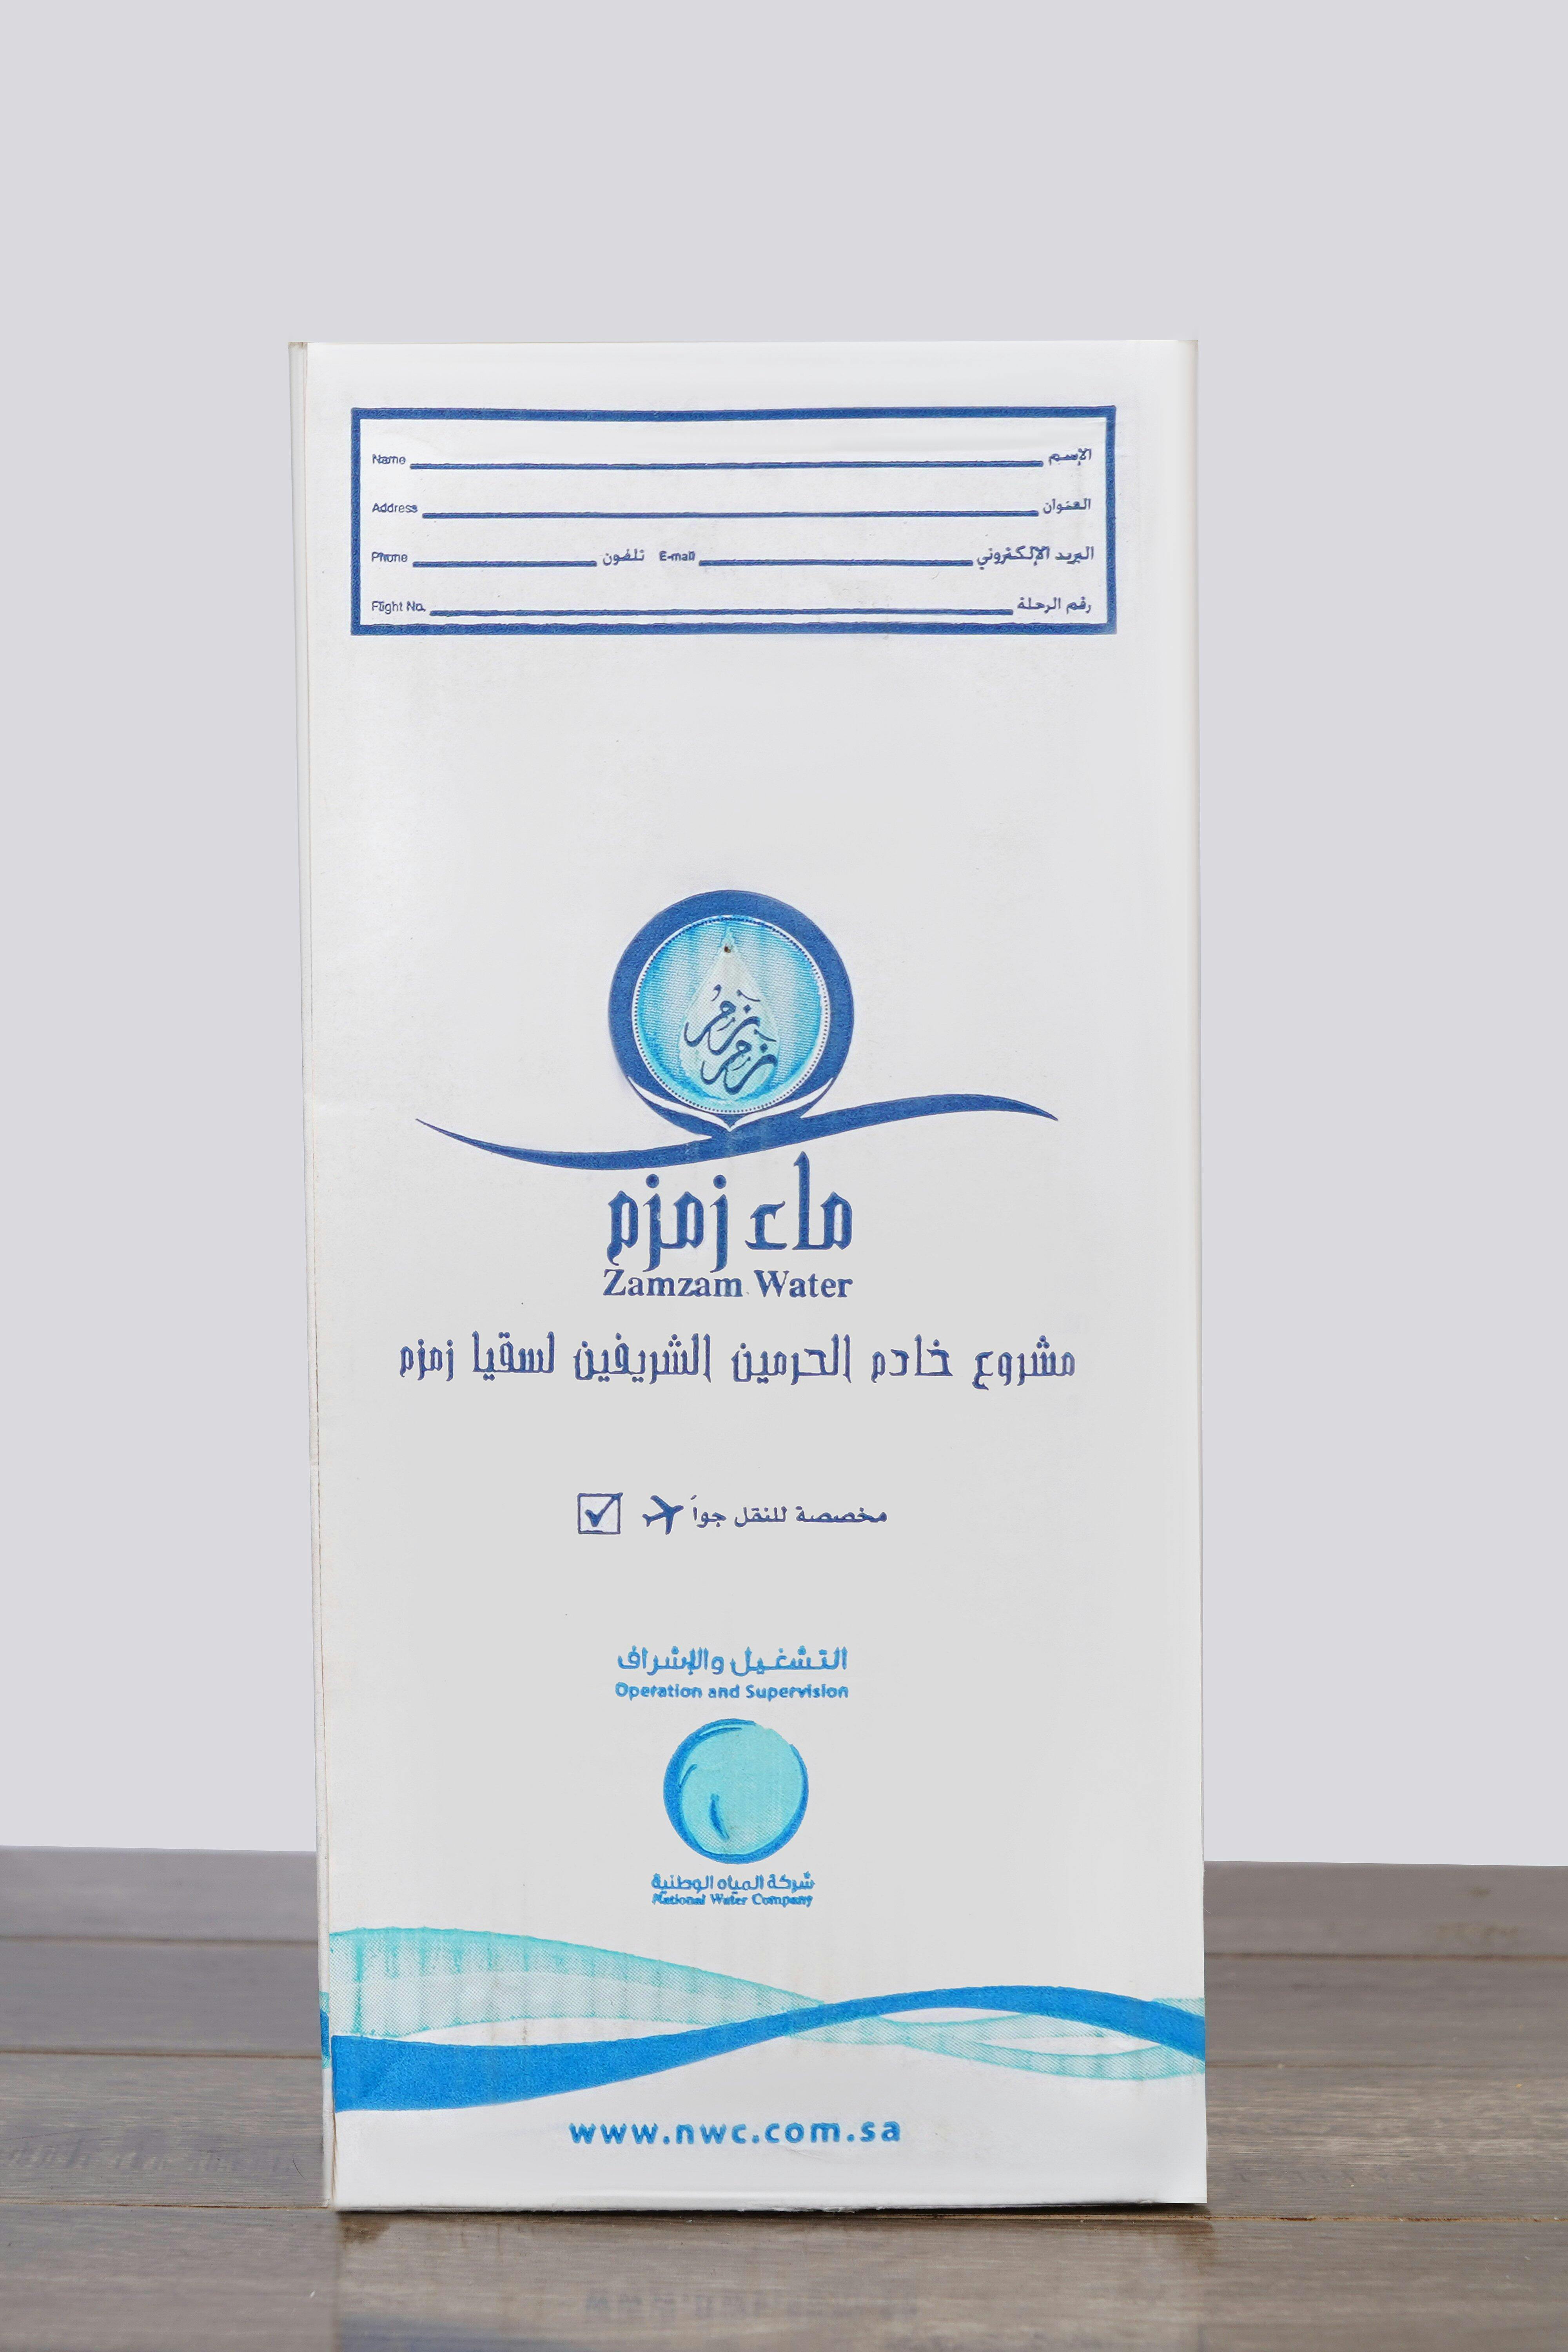 Name الإسم
Address العنوان
Phone تلفون E-mail البريد الإلكتروني
Flight No. رقم الرحلة
زمزم
ماء زمزم
Zamzam Water
مشروع خادم الحرمين الشريفين لسقيا زمزم
مخصصة للنقل جواً
التشغيل والإشراف
Operation and Supervision
شركة المياه الوطنية
National Water Company
www.nwc.com.sa